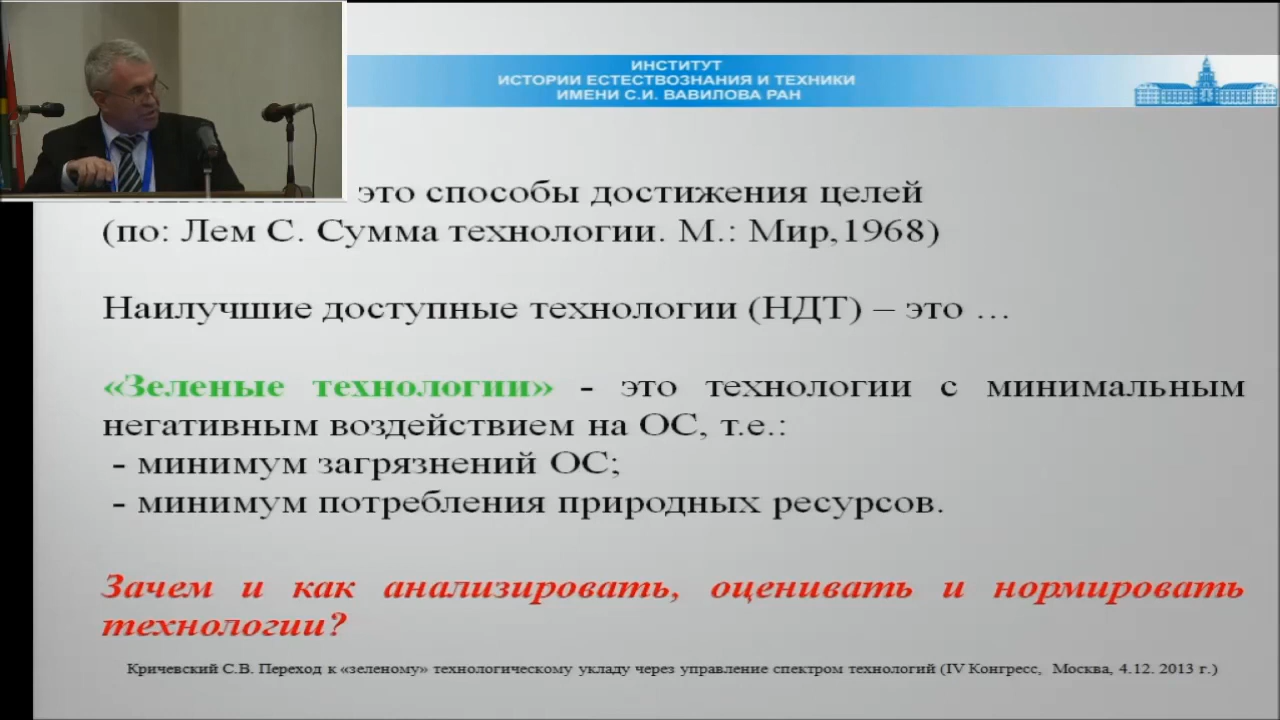 ИНСТИТУТ
ИСТОРИИ ЕСТЕСТВОЗНАНИЯ И ТЕХНИКИ
ИМЕНИ С.И. ВАВИЛОВА РАН
это способы достижения целей
(по: Лем С. Сумма технологии. М.: Мир,1968)
Наилучшие доступные технологии (НДТ) – это …
«Зеленые технологии» - это технологии с минимальным
негативным воздействием на ОС, т.е.:
- минимум загрязнений ОС;
- минимум потребления природных ресурсов.
Зачем и как анализировать, оценивать и нормировать
технологии?
Кричевский С.В. Переход к «зеленому» технологическому укладу через управление спектром технологий (IV Конгресс, Москва, 4.12. 2013 г.)